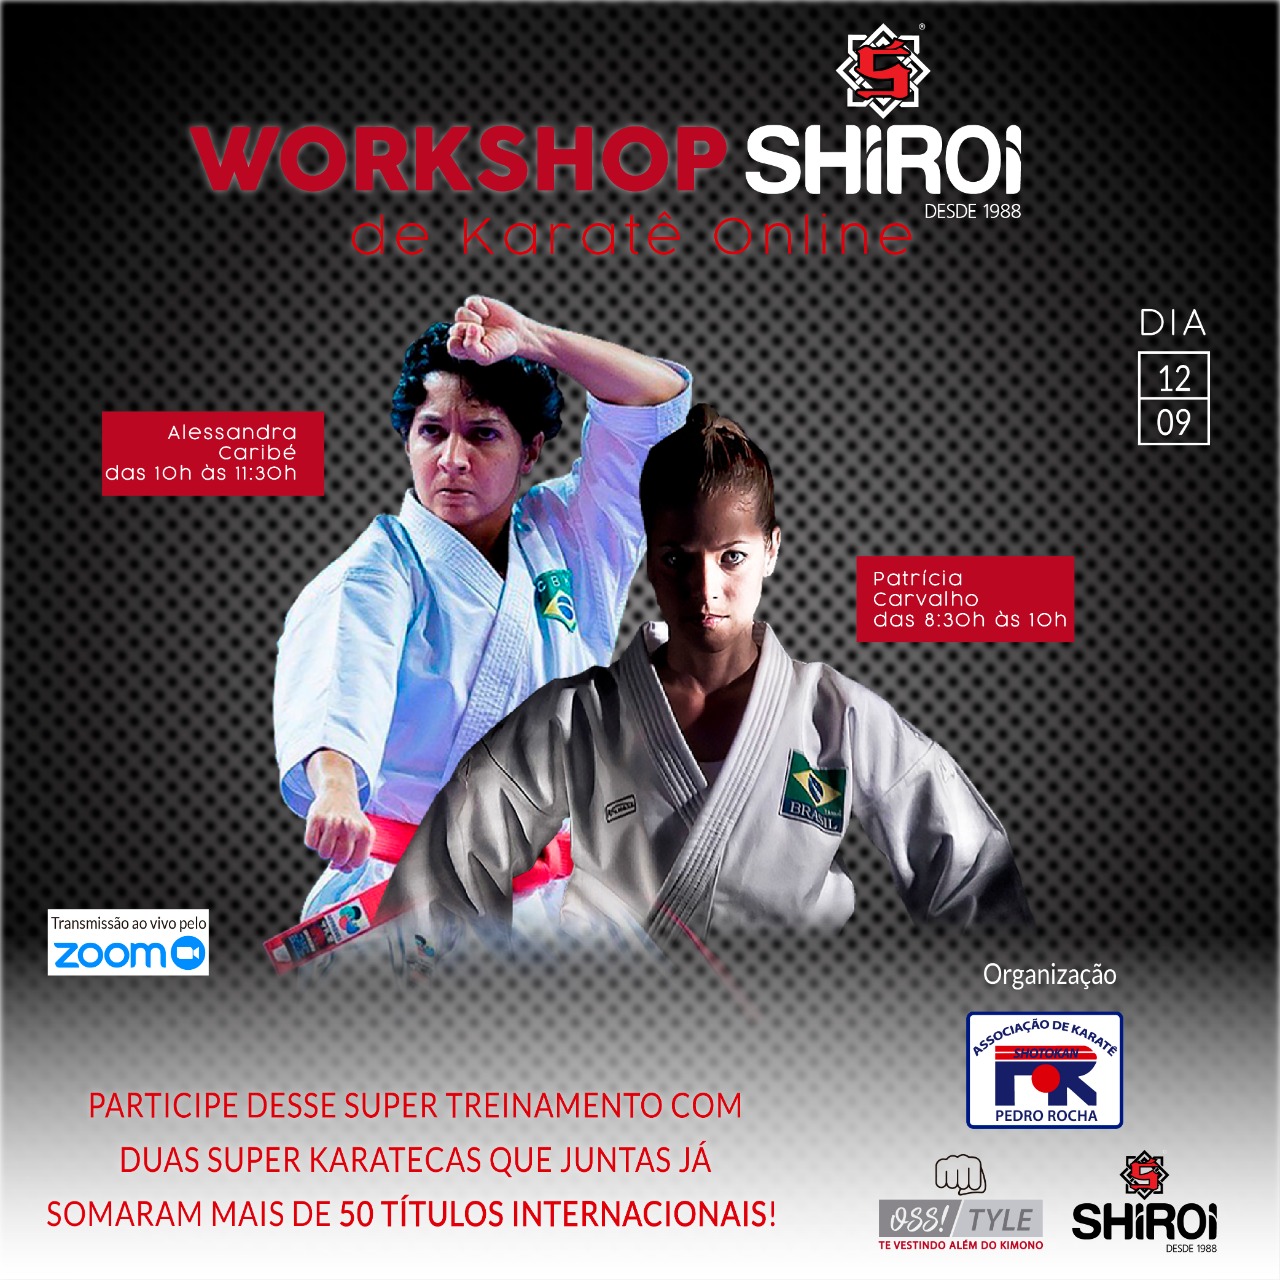 WORKSHOP SHIROI
®
DESDE 1988
de Karatê Online
DIA
12
09
Alessandra
Caribé
das 10h às 11:30h
Patrícia
Carvalho
das 8:30h às 10h
BRASIL
Transmissão ao vivo pelo
zoom
Organização
ASSOCIAÇÃO DE KARATÊ
SHOTOKAN
PR
PEDRO ROCHA
PARTICIPE DESSE SUPER TREINAMENTO COM
DUAS SUPER KARATECAS QUE JUNTAS JÁ
SOMARAM MAIS DE 50 TÍTULOS INTERNACIONAIS!
OSS!/TYLE
TE VESTINDO ALÉM DO KIMONO
SHIROI
DESDE 1988